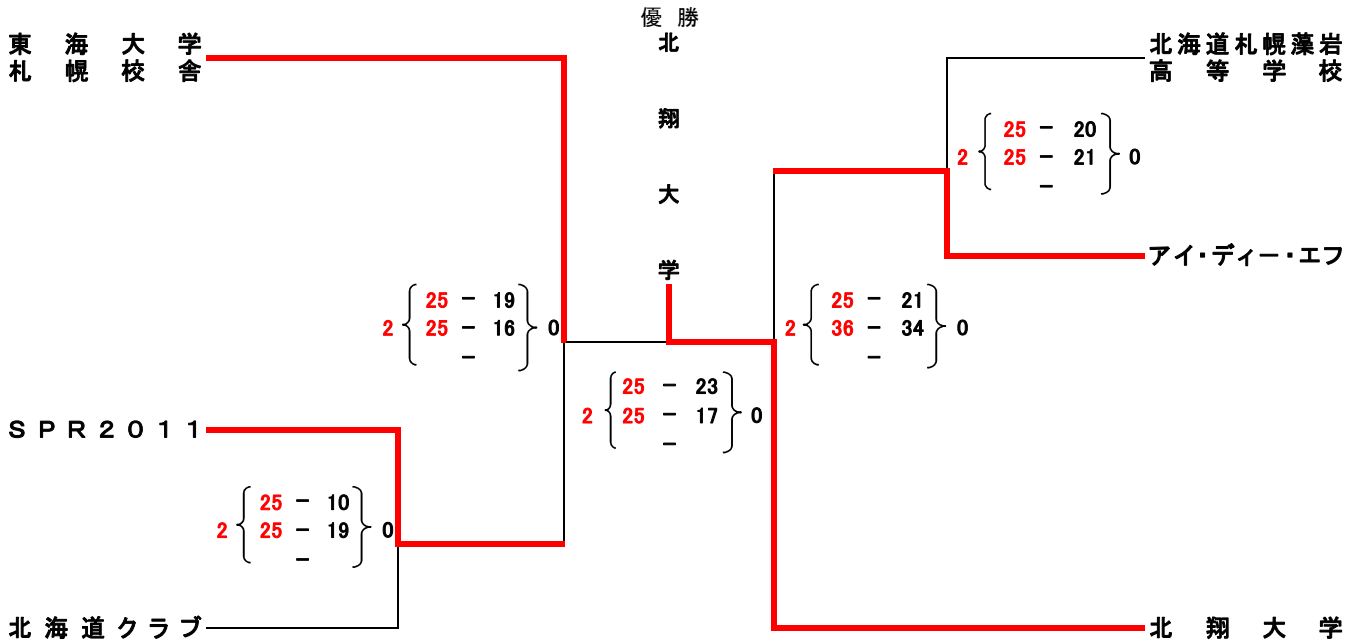 優 勝
北 翔 大 学
東 海 大 学
札 幌 校 舎
25 － 19
2 25 － 16 0
－
ＳＰＲ２０１１
25 － 10
2 25 － 19 0
－
北海道クラブ
25 － 23
2 25 － 17 0
－
北海道札幌藻岩
高 等 学 校
25 － 20
2 25 － 21 0
－
アイ・ディー・エフ
25 － 21
2 36 － 34 0
－
北 翔 大 学